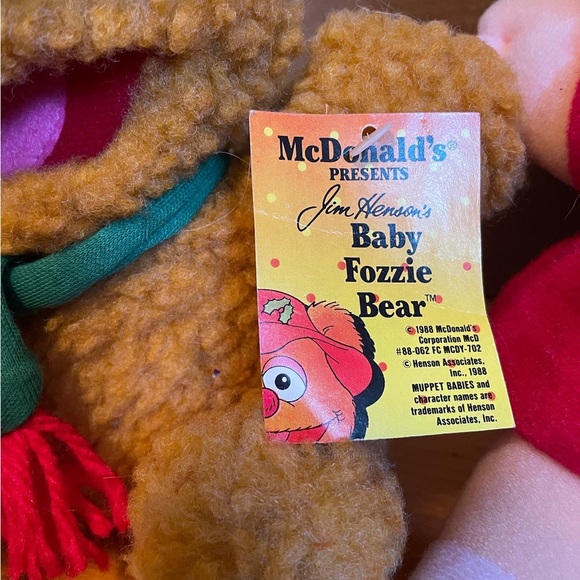 McDonald's®
PRESENTS
Jim Henson's
Baby
Fozzie
Bear™
© 1988 McDonald's
Corporation McD
#88-062 FC MCDY-702
© Henson Associates,
Inc., 1988
MUPPET BABIES and
character names are
trademarks of Henson
Associates, Inc.